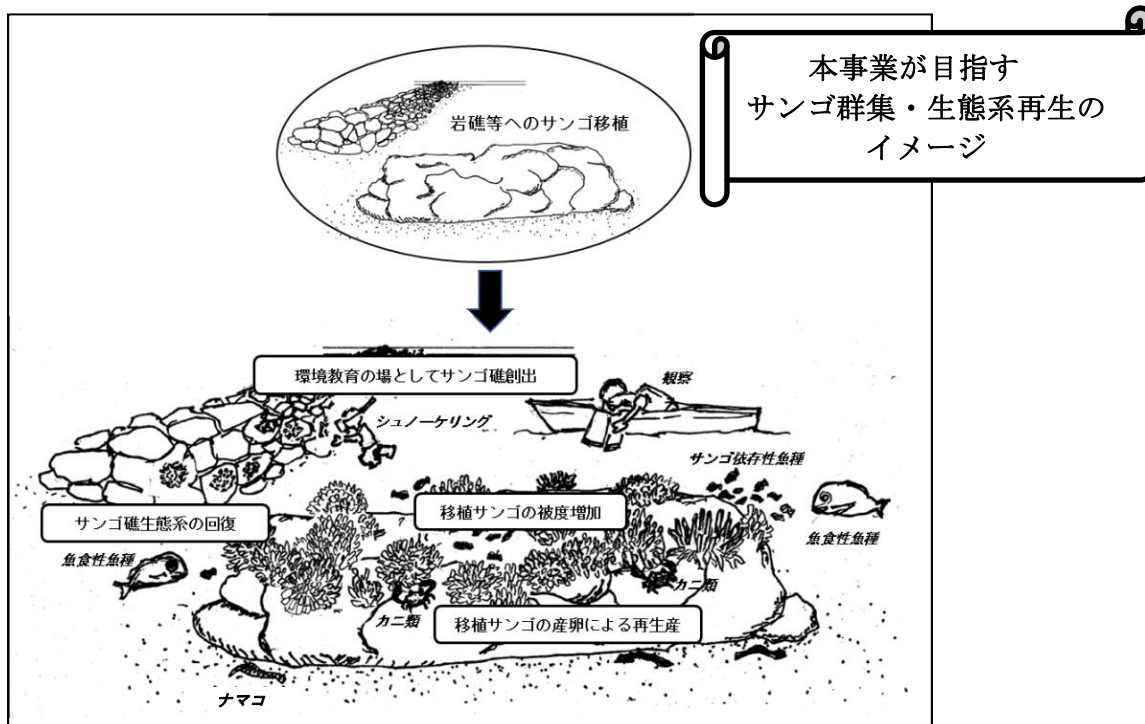 本事業が目指す
サンゴ群集・生態系再生の
イメージ
岩礁等へのサンゴ移植
環境教育の場としてサンゴ礁創出
観察
シュノーケリング
サンゴ依存性魚種
サンゴ礁生態系の回復
移植サンゴの被度増加
魚食性魚種
魚食性魚種
カニ類
カニ類
移植サンゴの産卵による再生産
ナマコ